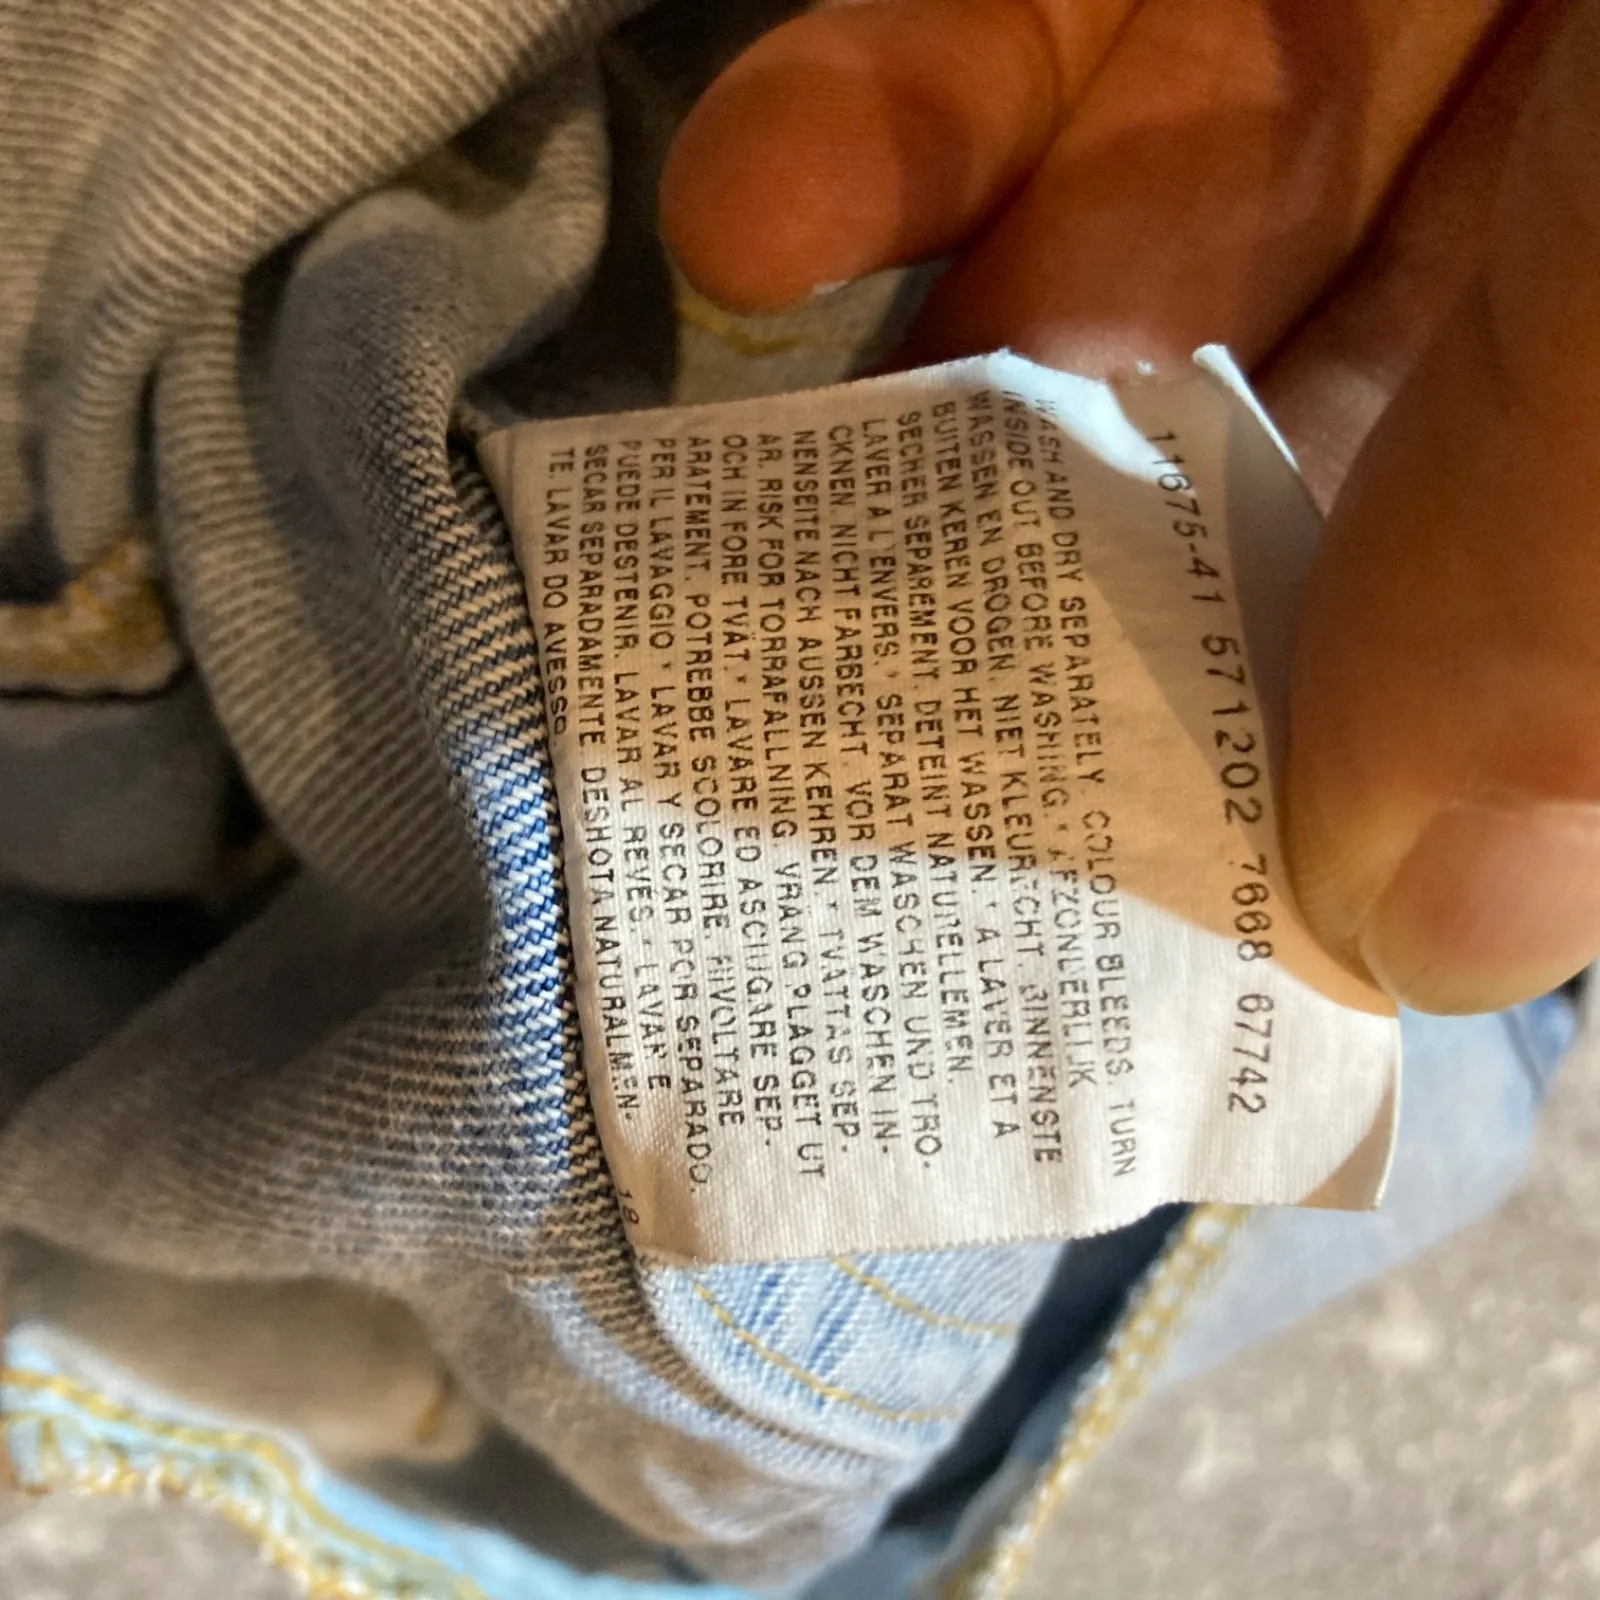 11675-41 571202 7668 67742
WASH AND DRY SEPARATELY. COLOUR BLEEDS. TURN
INSIDE OUT BEFORE WASHING. * AFZONDERLIJK
WASSEN EN DROGEN. NIET KLEURECHT. BINNENSTE
BUITEN KEREN VOOR HET WASSEN. * A LAVER ET A
SECHER SEPAREMENT. DETEINT NATURELLEMEN.
LAVER A L'ENVERS. * SEPARAT WASCHEN UND TRO-
CKNEN. NICHT FARBECHT. VOR DEM WASCHEN IN-
NENSEITE NACH AUSSEN KEHREN. * TVATTAS SEP-
AR. RISK FOR TORRAFALLNING. VRANG PLAGGET UT
OCH IN FORE TVÄT. * LAVARE ED ASCIUGARE SEP-
ARATEMENT. POTREBBE SCOLORIRE. RIVOLTARE
PER IL LAVAGGIO * LAVAR Y SECAR POR SEPARADO.
PUEDE DESTENIR. LAVAR AL REVES. * LAVAR E
SECAR SEPARADAMENTE. DESHOTA NATURALMEN-
TE. LAVAR DO AVESSO.
18